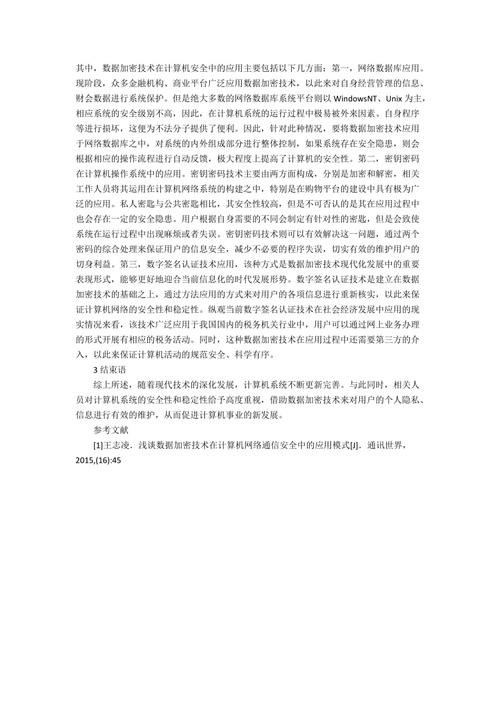 其中，数据加密技术在计算机安全中的应用主要包括以下几方面：第一，网络数据库应用。
现阶段，众多金融机构、商业平台广泛应用数据加密技术，以此来对自身经营管理的信息、
财会数据进行系统保护。但是绝大多数的网络数据库系统平台则以 WindowsNT、Unix 为主，
相应系统的安全级别不高，因此，在计算机系统的运行过程中极易被外来因素、自身程序
等进行损坏，这便为不法分子提供了便利。因此，针对此种情况，要将数据加密技术应用
于网络数据库之中，对系统的内外组成部分进行整体控制，如果系统存在安全隐患，则会
根据相应的操作流程进行自动反馈，极大程度上提高了计算机的安全性。第二，密钥密码
在计算机操作系统中的应用。密钥密码技术主要由两方面构成，分别是加密和解密，相关
工作人员将其运用在计算机网络系统的构建之中，特别是在购物平台的建设中具有极为广
泛的应用。私人密匙与公共密匙相比，其安全性较高，但是不可否认的是其在应用过程中
也会存在一定的安全隐患。用户根据自身需要的不同会制定有针对性的密匙，但是会致使
系统在运行过程中出现麻烦或者失误。密钥密码技术则可以有效解决这一问题，通过两个
密码的综合处理来保证用户的信息安全，减少不必要的程序失误，切实有效的维护用户的
切身利益。第三，数字签名认证技术应用，该种方式是数据加密技术现代化发展中的重要
表现形式，能够更好地迎合当前信息化的时代发展形势。数字签名认证技术是建立在数据
加密技术的基础之上，通过方法应用的方式来对用户的各项信息进行重新核实，以此来保
证计算机网络的安全性和稳定性。纵观当前数字签名认证技术在社会经济发展中应用的现
实情况来看，该技术广泛应用于我国国内的税务机关行业中，用户可以通过网上业务办理
的形式开展有相应的税务活动。同时，这种数据加密技术在应用过程中还需要第三方的介
入，以此来保证计算机活动的规范安全、科学有序。
3 结束语
综上所述，随着现代技术的深化发展，计算机系统不断更新完善。与此同时，相关人
员对计算机系统的安全性和稳定性给予高度重视，借助数据加密技术来对用户的个人隐私、
信息进行有效的维护，从而促进计算机事业的新发展。
参考文献
[1]王志凌．浅谈数据加密技术在计算机网络通信安全中的应用模式[J]．通讯世界，
2015,(16):45